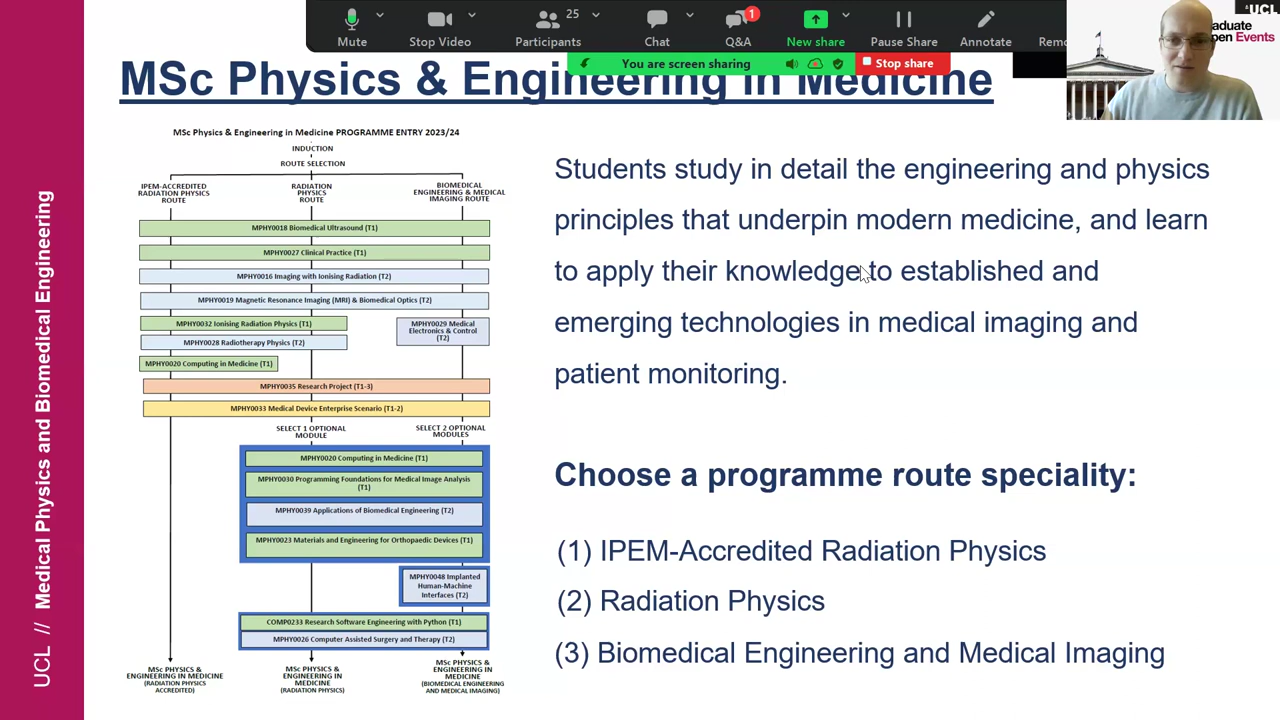 Mute
Stop Video
25
Participants
Chat
1
Q&A
New share
Pause Share
Annotate
Remo
You are screen sharing
Stop share
UCL
aduate
pen Events
MSc Physics & Engineering in Medicine
MSc Physics & Engineering in Medicine PROGRAMME ENTRY 2023/24
INDUCTION
ROUTE SELECTION
IPEM-ACCREDITED
RADIATION PHYSICS
ROUTE
RADIATION
PHYSICS
ROUTE
BIOMEDICAL
ENGINEERING & MEDICAL
IMAGING ROUTE
MPHY0018 Biomedical Ultrasound (T1)
MPHY0027 Clinical Practice (T1)
MPHY0016 Imaging with Ionising Radiation (T2)
MPHY0019 Magnetic Resonance Imaging (MRI) & Biomedical Optics (T2)
MPHY0032 Ionising Radiation Physics (T1)
MPHY0028 Radiotherapy Physics (T2)
MPHY0029 Medical
Electronics & Control
(T2)
MPHY0020 Computing in Medicine (T1)
MPHY0035 Research Project (T1-3)
MPHY0033 Medical Device Enterprise Scenario (T1-2)
SELECT 1 OPTIONAL
MODULE
SELECT 2 OPTIONAL
MODULES
MPHY0020 Computing in Medicine (T1)
MPHY0030 Programming Foundations for Medical Image Analysis
(T1)
MPHY0039 Applications of Biomedical Engineering (T2)
MPHY0023 Materials and Engineering for Orthopaedic Devices (T1)
MPHY0048 Implanted
Human-Machine
Interfaces (T2)
COMP0233 Research Software Engineering with Python (T1)
MPHY0026 Computer Assisted Surgery and Therapy (T2)
MSc PHYSICS &
ENGINEERING IN MEDICINE
(RADIATION PHYSICS
ACCREDITED)
MSc PHYSICS &
ENGINEERING IN
MEDICINE
(RADIATION PHYSICS)
MSc PHYSICS &
ENGINEERING IN
MEDICINE
(BIOMEDICAL ENGINEERING
AND MEDICAL IMAGING)
Students study in detail the engineering and physics
principles that underpin modern medicine, and learn
to apply their knowledge to established and
emerging technologies in medical imaging and
patient monitoring.
Choose a programme route speciality:
(1) IPEM-Accredited Radiation Physics
(2) Radiation Physics
(3) Biomedical Engineering and Medical Imaging
UCL // Medical Physics and Biomedical Engineering